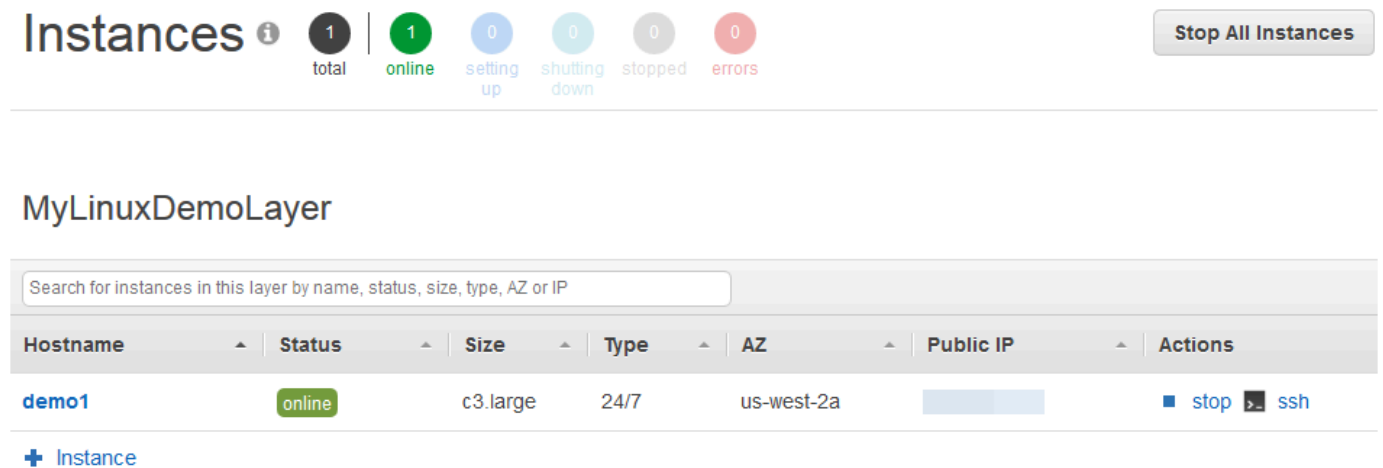 Instances 1 1 0 0 0 0 Stop All Instances
total online setting up shutting down stopped errors
MyLinuxDemoLayer
Search for instances in this layer by name, status, size, type, AZ or IP
Hostname Status Size Type AZ Public IP Actions
demo1 online c3.large 24/7 us-west-2a stop ssh
Instance